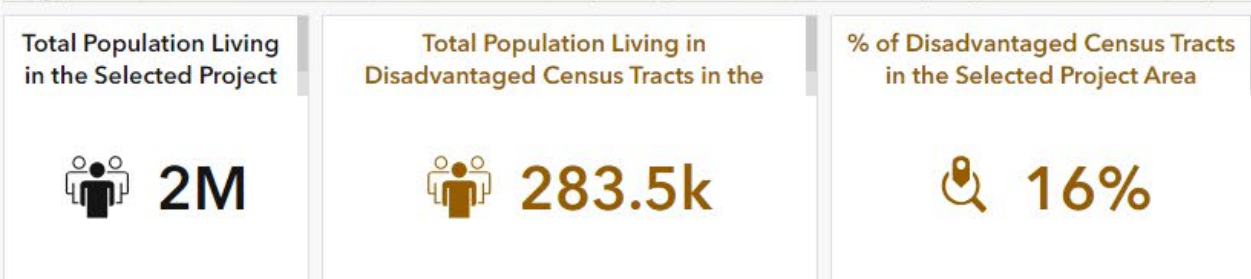 Total Population Living
in the Selected Project
2M
Total Population Living in
Disadvantaged Census Tracts in the
283.5k
% of Disadvantaged Census Tracts
in the Selected Project Area
16%